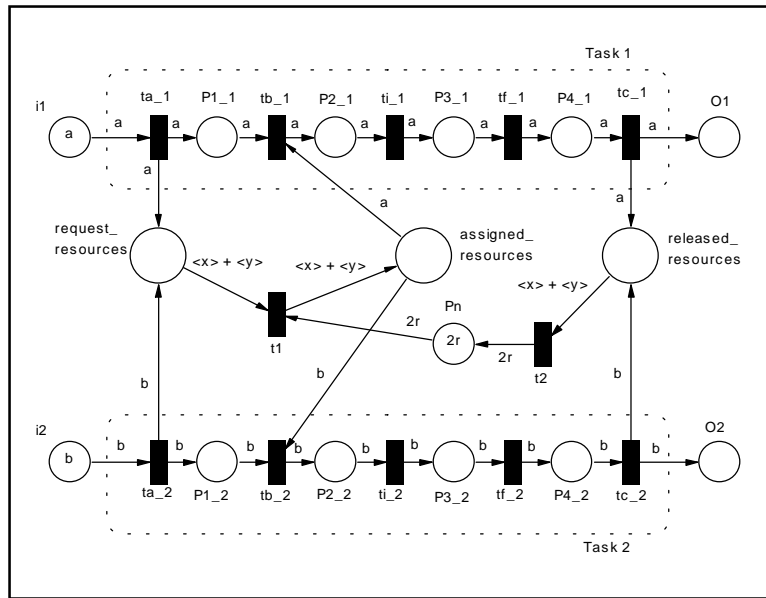 Task 1
ta_1 P1_1 tb_1 P2_1 ti_1 P3_1 tf_1 P4_1 tc_1
i1 O1
a a a a a a a a a a a
a a a
request_
resources
assigned_
resources
released_
resources
<x> + <y> <x> + <y> <x> + <y>
Pn
2r 2r 2r
t1 t2
b b b
i2 O2
b b b b b b b b b b b
ta_2 P1_2 tb_2 P2_2 ti_2 P3_2 tf_2 P4_2 tc_2
Task 2